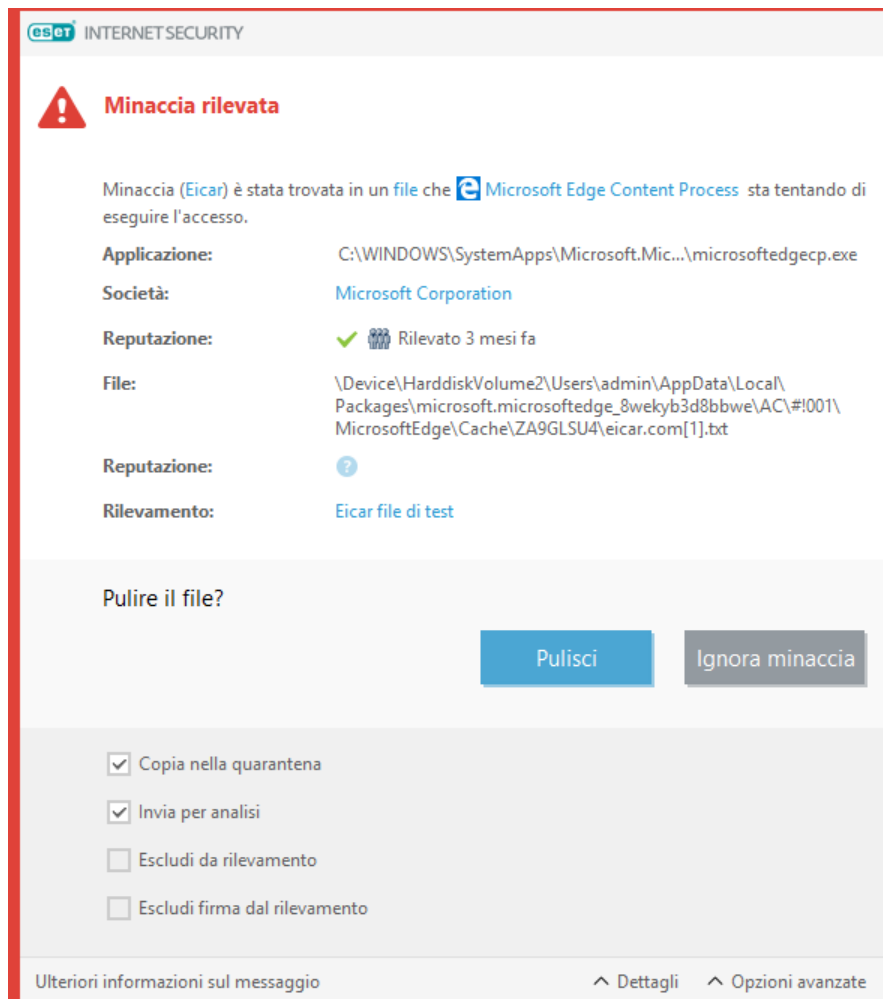 eset INTERNET SECURITY
Minaccia rilevata
Minaccia (Eicar) è stata trovata in un file che Microsoft Edge Content Process sta tentando di
eseguire l'accesso.
Applicazione: C:\WINDOWS\SystemApps\Microsoft.Mic...\microsoftedgecp.exe
Società: Microsoft Corporation
Reputazione: Rilevato 3 mesi fa
File: \Device\HarddiskVolume2\Users\admin\AppData\Local\
Packages\microsoft.microsoftedge_8wekyb3d8bbwe\AC\#!001\
MicrosoftEdge\Cache\ZA9GLSU4\eicar.com[1].txt
Reputazione: ?
Rilevamento: Eicar file di test
Pulire il file?
Pulisci Ignora minaccia
Copia nella quarantena
Invia per analisi
Escludi da rilevamento
Escludi firma dal rilevamento
Ulteriori informazioni sul messaggio Dettagli Opzioni avanzate